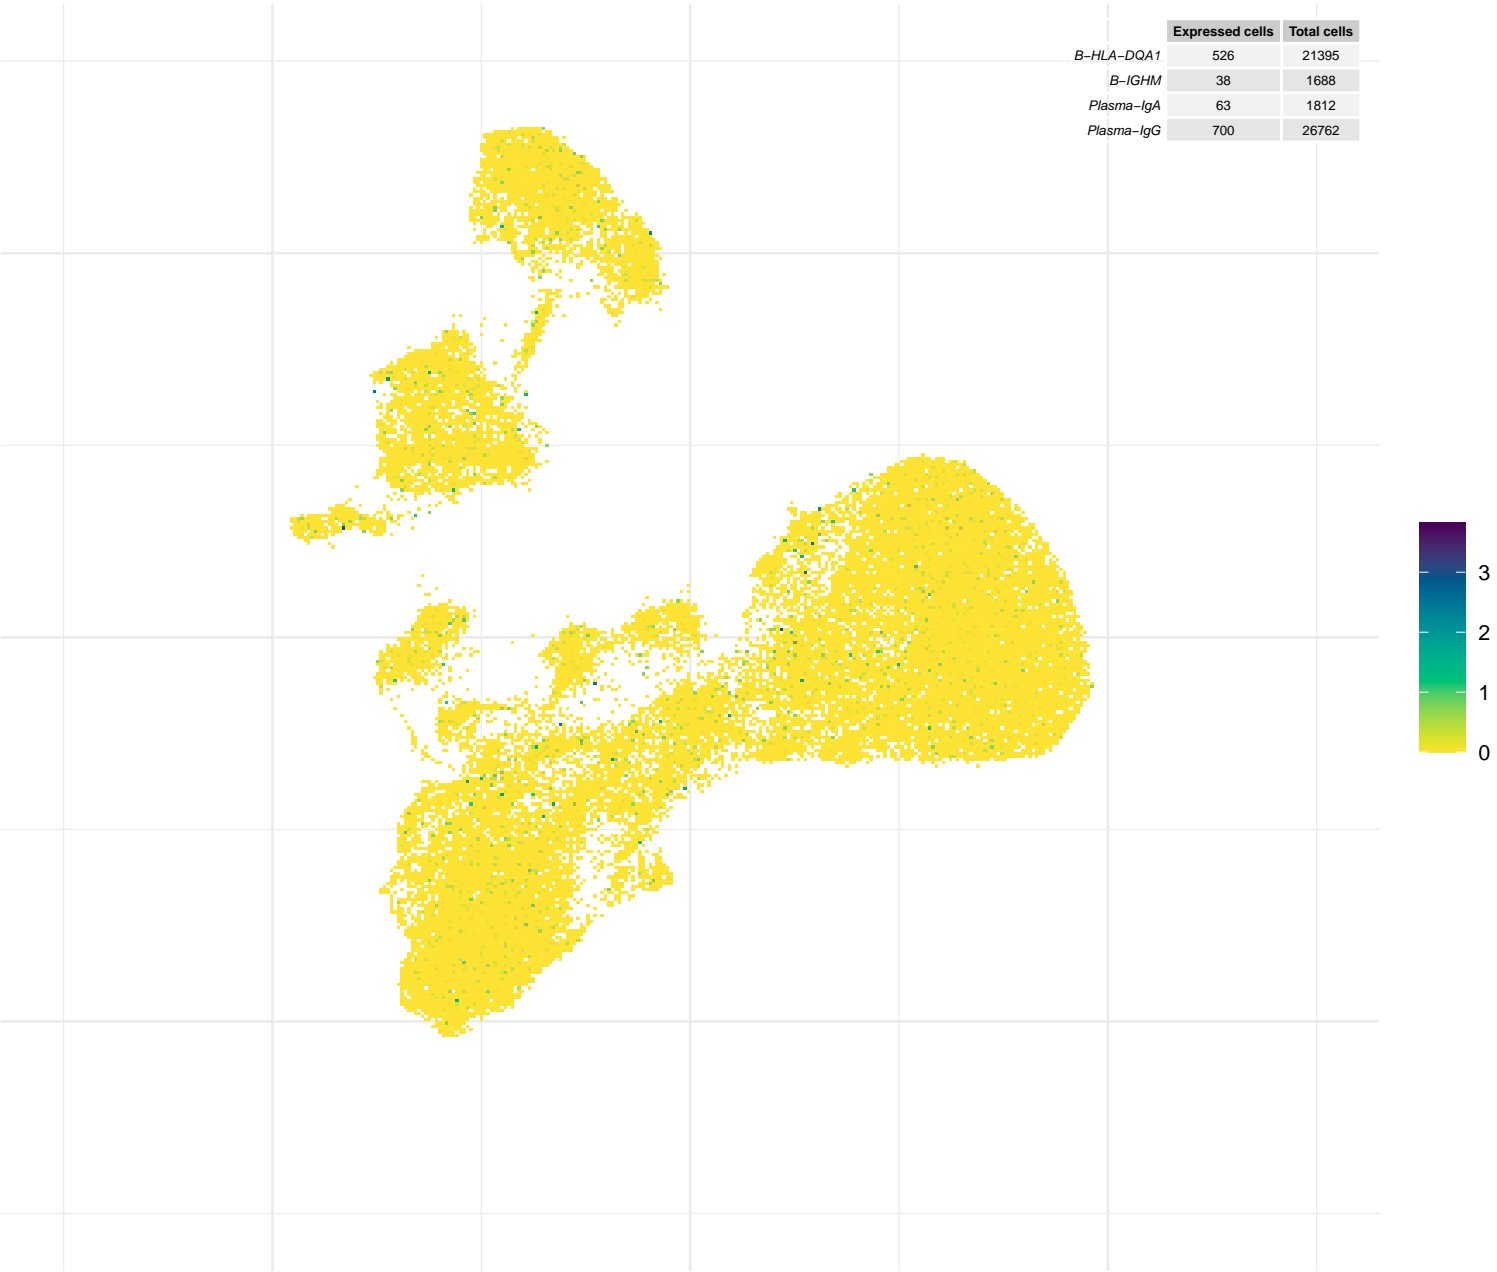 Expressed cells Total cells
B−HLA−DQA1 526 21395
B−IGHM 38 1688
Plasma−IgA 63 1812
Plasma−IgG 700 26762
3
2
1
0